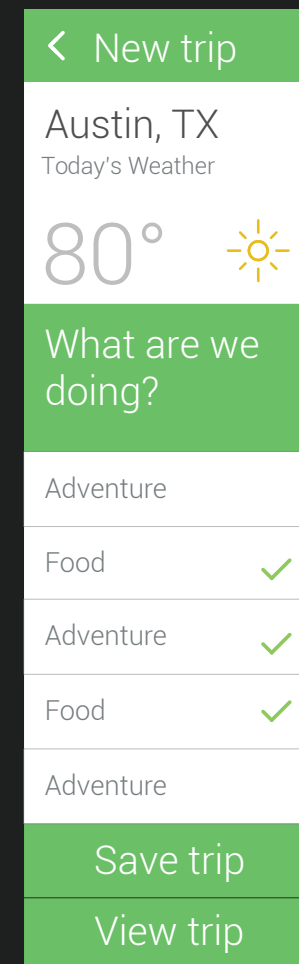 New trip
Austin, TX
Today's Weather
80°
What are we
doing?
Adventure
Food
Adventure
Food
Adventure
Save trip
View trip